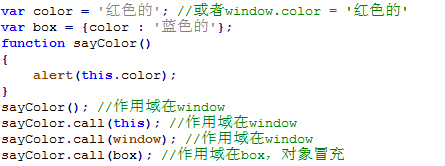 var color = '红色的'; //或者window.color = '红色的'
var box = {color : '蓝色的'};
function sayColor()
{
    alert(this.color);
}
sayColor(); //作用域在window
sayColor.call(this); //作用域在window
sayColor.call(window); //作用域在window
sayColor.call(box); //作用域在box，对象冒充